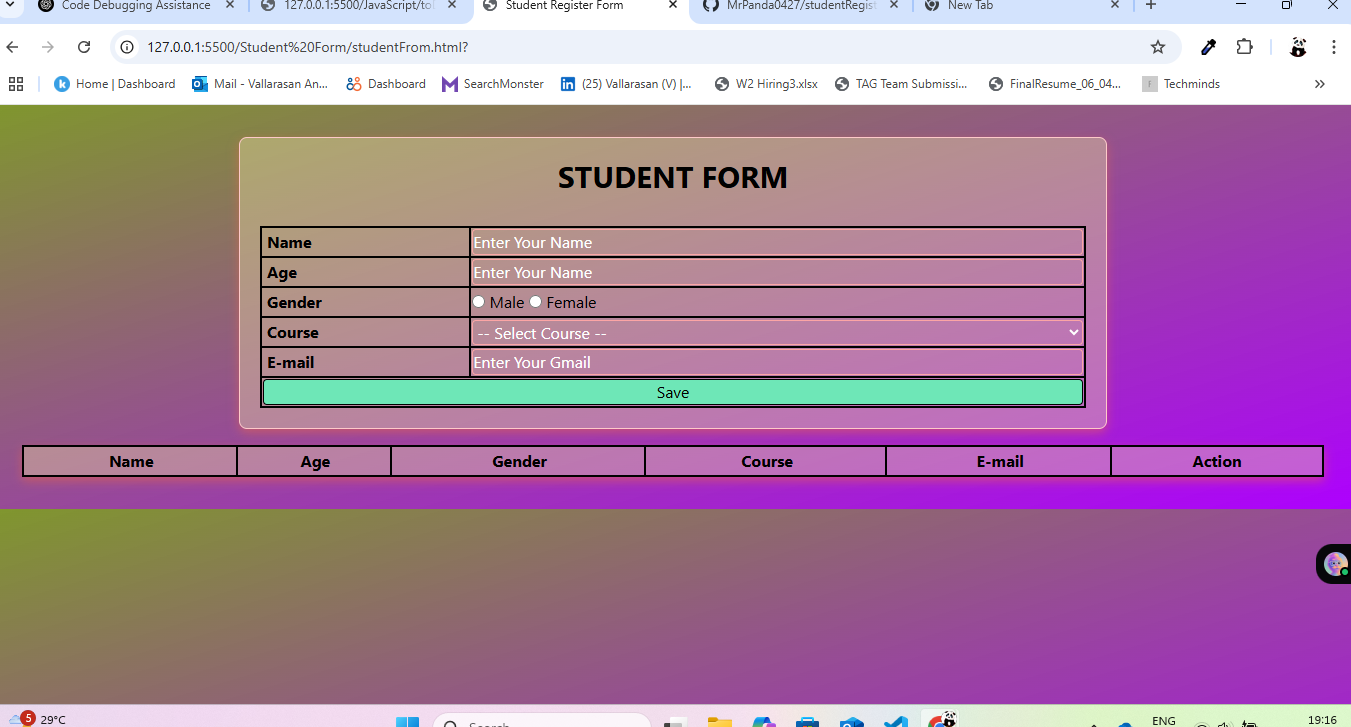 Code Debugging Assistance
127.0.0.1:5500/JavaScript/to
Student Register Form
MrPanda0427/studentRegist
New Tab
127.0.0.1:5500/Student%20Form/studentFrom.html?
Home | Dashboard
Mail - Vallarasan An...
Dashboard
SearchMonster
(25) Vallarasan (V) |...
W2 Hiring3.xlsx
TAG Team Submissi...
FinalResume_06_04...
Techminds
STUDENT FORM
Name Enter Your Name
Age Enter Your Name
Gender Male Female
Course -- Select Course --
E-mail Enter Your Gmail
Save
Name Age Gender Course E-mail Action
5 29°C
Search
ENG
19:16